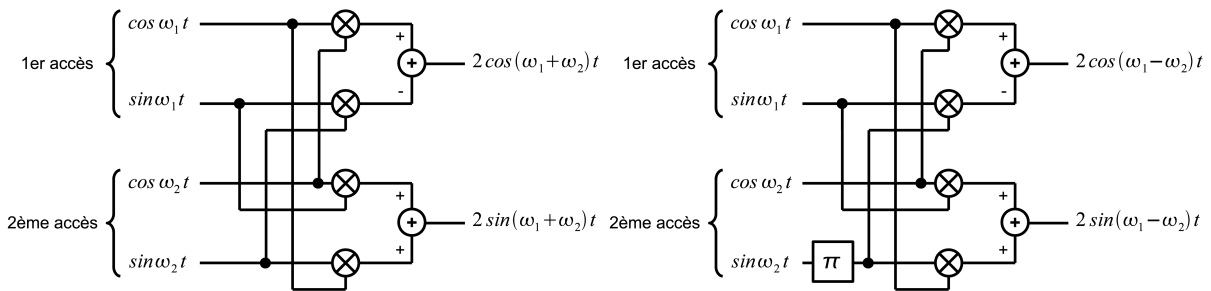 cos ω₁t
1er accès
sinω₁t
+
-
2 cos(ω₁+ω₂)t
cos ω₂t
2ème accès
sinω₂t
+
+
2 sin(ω₁+ω₂)t
cos ω₁t
1er accès
sinω₁t
+
-
2 cos(ω₁−ω₂)t
cos ω₂t
2ème accès
sinω₂t
π
+
+
2 sin(ω₁−ω₂)t